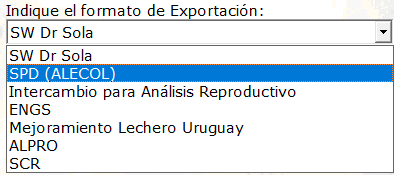 Indique el formato de Exportación:
SW Dr Sola
SW Dr Sola
SPD (ALECOL)
Intercambio para Análisis Reproductivo
ENGS
Mejoramiento Lechero Uruguay
ALPRO
SCR